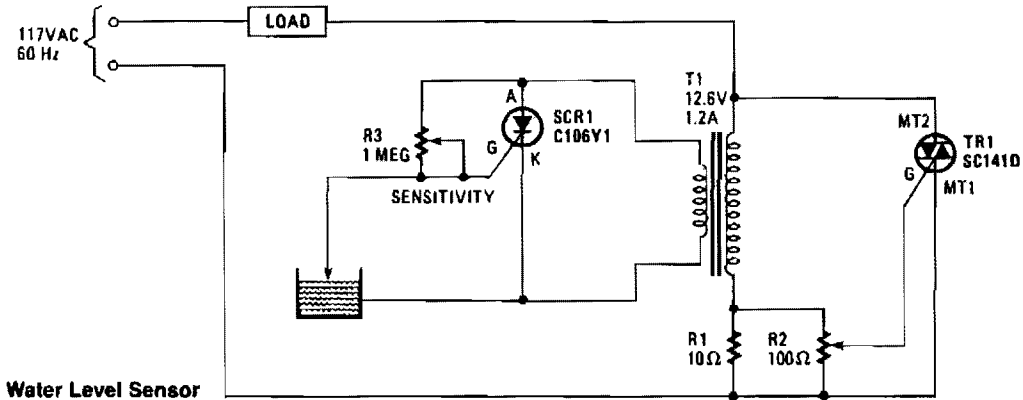 117VAC
60 Hz
LOAD
T1
12.6V
1.2A
A
SCR1
C106Y1
G
K
R3
1 MEG
SENSITIVITY
MT2
TR1
SC141D
G
MT1
R1
10Ω
R2
100Ω
Water Level Sensor